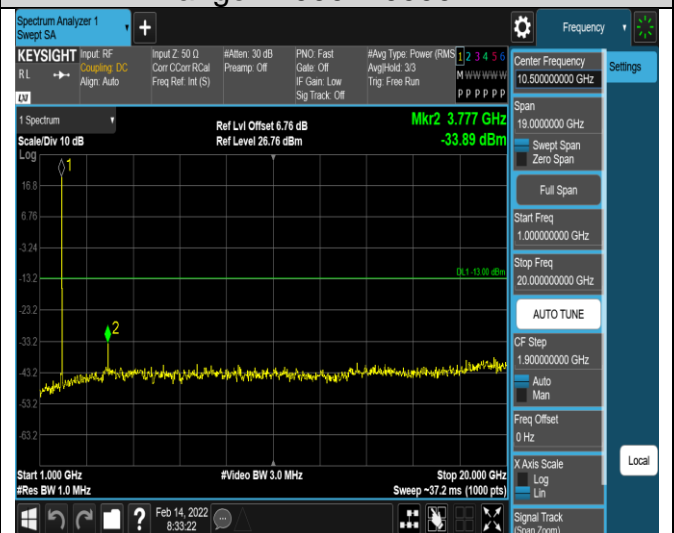 Spectrum Analyzer 1
Swept SA
+
Frequency
KEYSIGHT
RL
LXI
Input: RF
Coupling: DC
Align: Auto
Input Z: 50 Ω
Corr CCorr RCal
Freq Ref: Int (S)
#Atten: 30 dB
Preamp: Off
PNO: Fast
Gate: Off
IF Gain: Low
Sig Track: Off
#Avg Type: Power (RMS
Avg|Hold: 3/3
Trig: Free Run
1 2 3 4 5 6
M W W W W W
P P P P P P
1 Spectrum
Scale/Div 10 dB
Log
Ref Lvl Offset 6.76 dB
Ref Level 26.76 dBm
Mkr2 3.777 GHz
-33.89 dBm
1
16.8
6.76
-3.24
DL1 -13.00 dBm
-13.2
-23.2
2
-33.2
-43.2
-53.2
-63.2
Start 1.000 GHz
#Res BW 1.0 MHz
#Video BW 3.0 MHz
Stop 20.000 GHz
Sweep ~37.2 ms (1000 pts)
?
Feb 14, 2022
8:33:22
Center Frequency
10.500000000 GHz
Span
19.0000000 GHz
Swept Span
Zero Span
Full Span
Start Freq
1.000000000 GHz
Stop Freq
20.000000000 GHz
AUTO TUNE
CF Step
1.900000000 GHz
Auto
Man
Freq Offset
0 Hz
X Axis Scale
Log
Lin
Signal Track
(Span Zoom)
Settings
Local